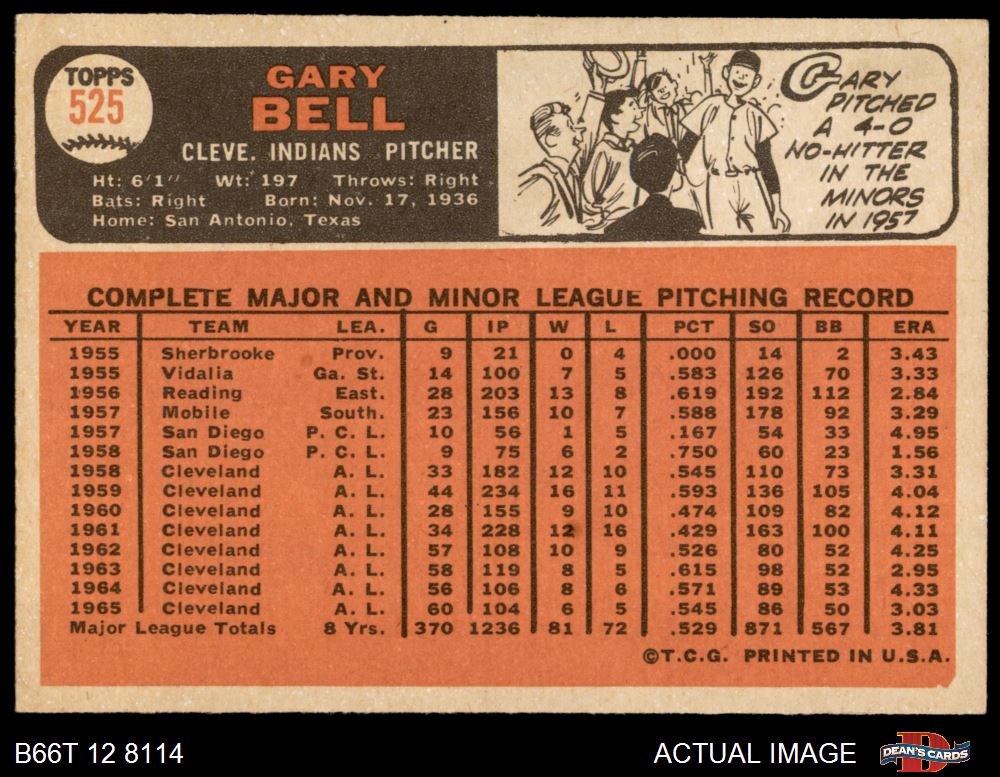 TOPPS
525
GARY
BELL
CLEVE. INDIANS PITCHER
Ht: 6'1" Wt: 197 Throws: Right
Bats: Right Born: Nov. 17, 1936
Home: San Antonio, Texas
GARY
PITCHED
A 4-0
NO-HITTER
IN THE
MINORS
IN 1957
COMPLETE MAJOR AND MINOR LEAGUE PITCHING RECORD
YEAR TEAM LEA. G IP W L PCT SO BB ERA
1955 Sherbrooke Prov. 9 21 0 4 .000 14 2 3.43
1955 Vidalia Ga. St. 14 100 7 5 .583 126 70 3.33
1956 Reading East. 28 203 13 8 .619 192 112 2.84
1957 Mobile South. 23 156 10 7 .588 178 92 3.29
1957 San Diego P. C. L. 10 56 1 5 .167 54 33 4.95
1958 San Diego P. C. L. 9 75 6 2 .750 60 23 1.56
1958 Cleveland A. L. 33 182 12 10 .545 110 73 3.31
1959 Cleveland A. L. 44 234 16 11 .593 136 105 4.04
1960 Cleveland A. L. 28 155 9 10 .474 109 82 4.12
1961 Cleveland A. L. 34 228 12 16 .429 163 100 4.11
1962 Cleveland A. L. 57 108 10 9 .526 80 52 4.25
1963 Cleveland A. L. 58 119 8 5 .615 98 52 2.95
1964 Cleveland A. L. 56 106 8 6 .571 89 53 4.33
1965 Cleveland A. L. 60 104 6 5 .545 86 50 3.03
Major League Totals 8 Yrs. 370 1236 81 72 .529 871 567 3.81
©T.C.G. PRINTED IN U.S.A.
B66T 12 8114
ACTUAL IMAGE
DEAN'S CARDS